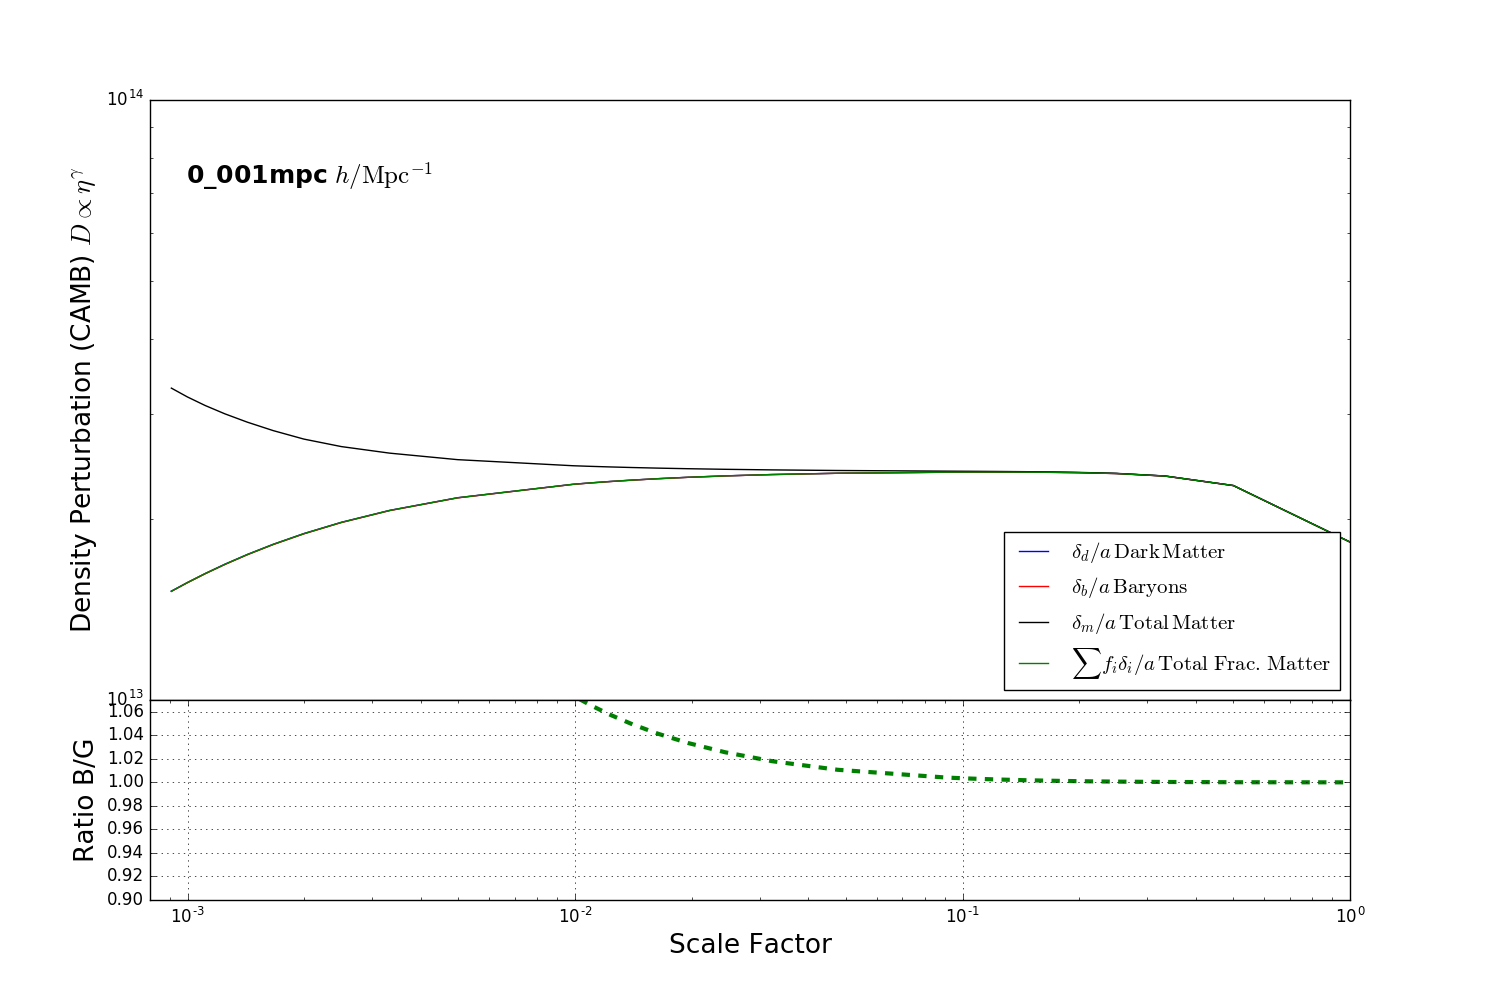 10^14
0_001mpc h/Mpc^−1
Density Perturbation (CAMB) D ∝ η^γ
δ_d/a Dark Matter
δ_b/a Baryons
δ_m/a Total Matter
∑ f_i δ_i/a Total Frac. Matter
10^13
1.06
1.04
1.02
1.00
0.98
0.96
0.94
0.92
0.90
Ratio B/G
10^-3 10^-2 10^-1 10^0
Scale Factor